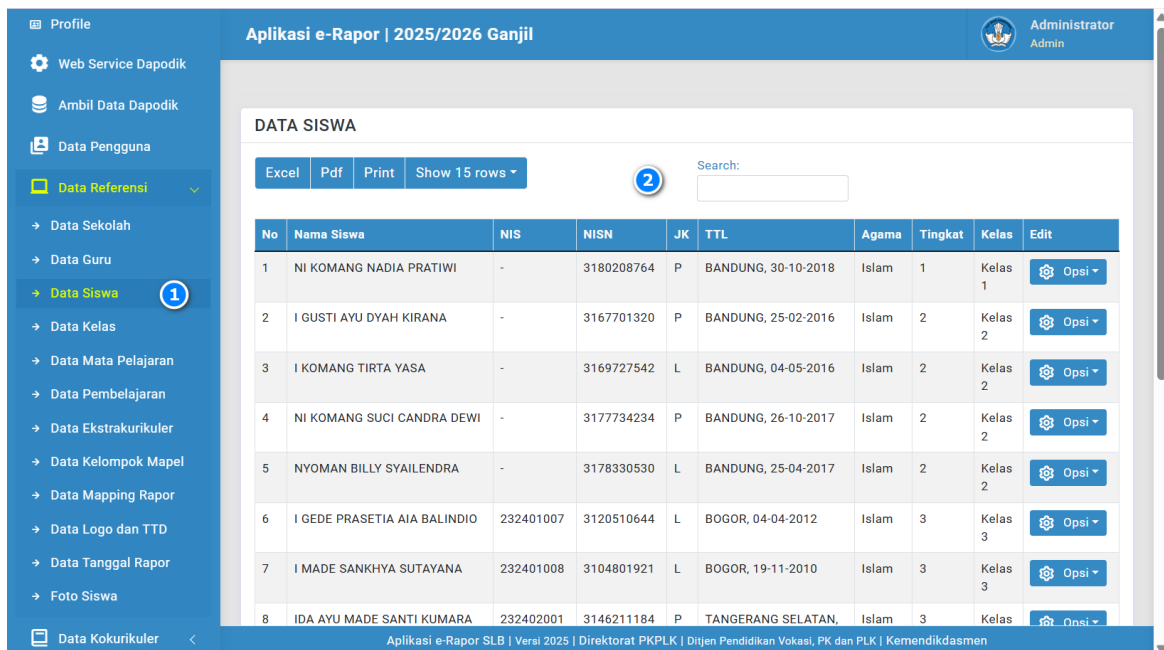 Profile
Web Service Dapodik
Ambil Data Dapodik
Data Pengguna
Data Referensi
Data Sekolah
Data Guru
Data Siswa 1
Data Kelas
Data Mata Pelajaran
Data Pembelajaran
Data Ekstrakurikuler
Data Kelompok Mapel
Data Mapping Rapor
Data Logo dan TTD
Data Tanggal Rapor
Foto Siswa
Data Kokurikuler
Aplikasi e-Rapor | 2025/2026 Ganjil
Administrator
Admin
DATA SISWA
Excel Pdf Print Show 15 rows
2
Search:
No Nama Siswa NIS NISN JK TTL Agama Tingkat Kelas Edit
1 NI KOMANG NADIA PRATIWI - 3180208764 P BANDUNG, 30-10-2018 Islam 1 Kelas 1 Opsi
2 I GUSTI AYU DYAH KIRANA - 3167701320 P BANDUNG, 25-02-2016 Islam 2 Kelas 2 Opsi
3 I KOMANG TIRTA YASA - 3169727542 L BANDUNG, 04-05-2016 Islam 2 Kelas 2 Opsi
4 NI KOMANG SUCI CANDRA DEWI - 3177734234 P BANDUNG, 26-10-2017 Islam 2 Kelas 2 Opsi
5 NYOMAN BILLY SYAILENDRA - 3178330530 L BANDUNG, 25-04-2017 Islam 2 Kelas 2 Opsi
6 I GEDE PRASETIA AIA BALINDIO 232401007 3120510644 L BOGOR, 04-04-2012 Islam 3 Kelas 3 Opsi
7 I MADE SANKHYA SUTAYANA 232401008 3104801921 L BOGOR, 19-11-2010 Islam 3 Kelas 3 Opsi
8 IDA AYU MADE SANTI KUMARA 232402001 3146211184 P TANGERANG SELATAN, Islam 3 Kelas Opsi
Aplikasi e-Rapor SLB | Versi 2025 | Direktorat PKPLK | Ditjen Pendidikan Vokasi, PK dan PLK | Kemendikdasmen